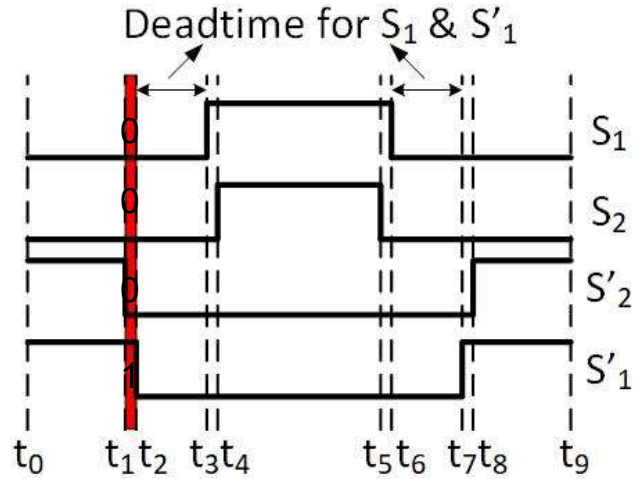 Deadtime for S₁ & S'₁
0
S₁
0
S₂
0
S'₂
1
S'₁
t₀ t₁ t₂ t₃ t₄ t₅ t₆ t₇ t₈ t₉